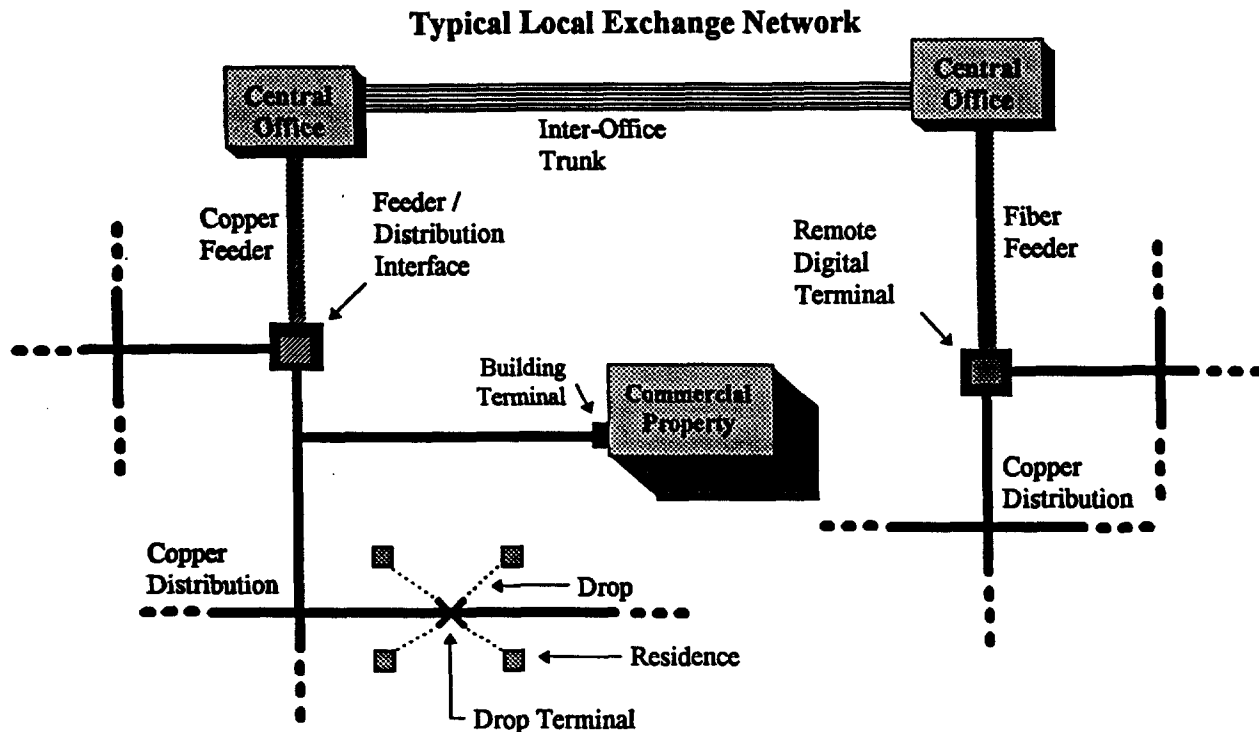 Typical Local Exchange Network
Central
Office
Central
Office
Inter-Office
Trunk
Copper
Feeder
Feeder /
Distribution
Interface
Remote
Digital
Terminal
Fiber
Feeder
Building
Terminal
Commercial
Property
Copper
Distribution
Copper
Distribution
Drop
Residence
Drop Terminal